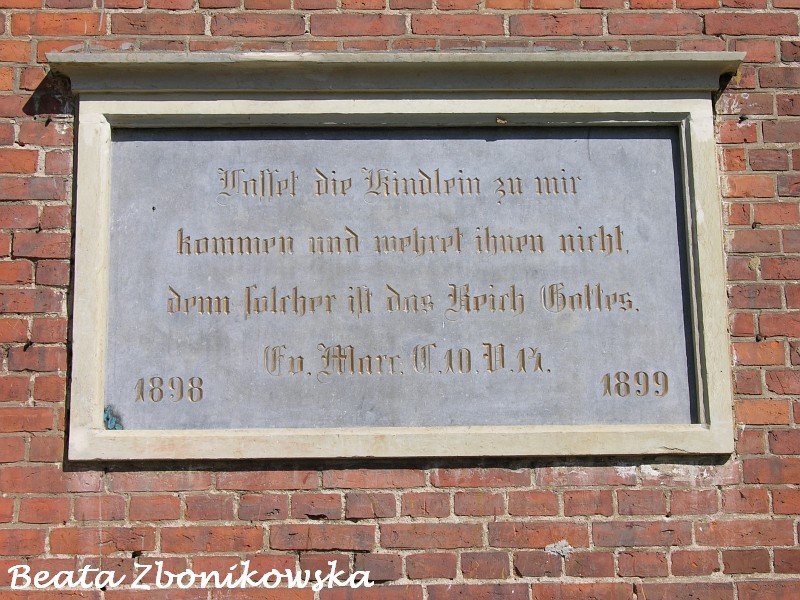 Lasset die Kindlein zu mir
kommen und wehret ihnen nicht,
denn solcher ist das Reich Gottes.
Ev. Marc. C.10.V.14.
1898 1899
Beata Zbonikowska